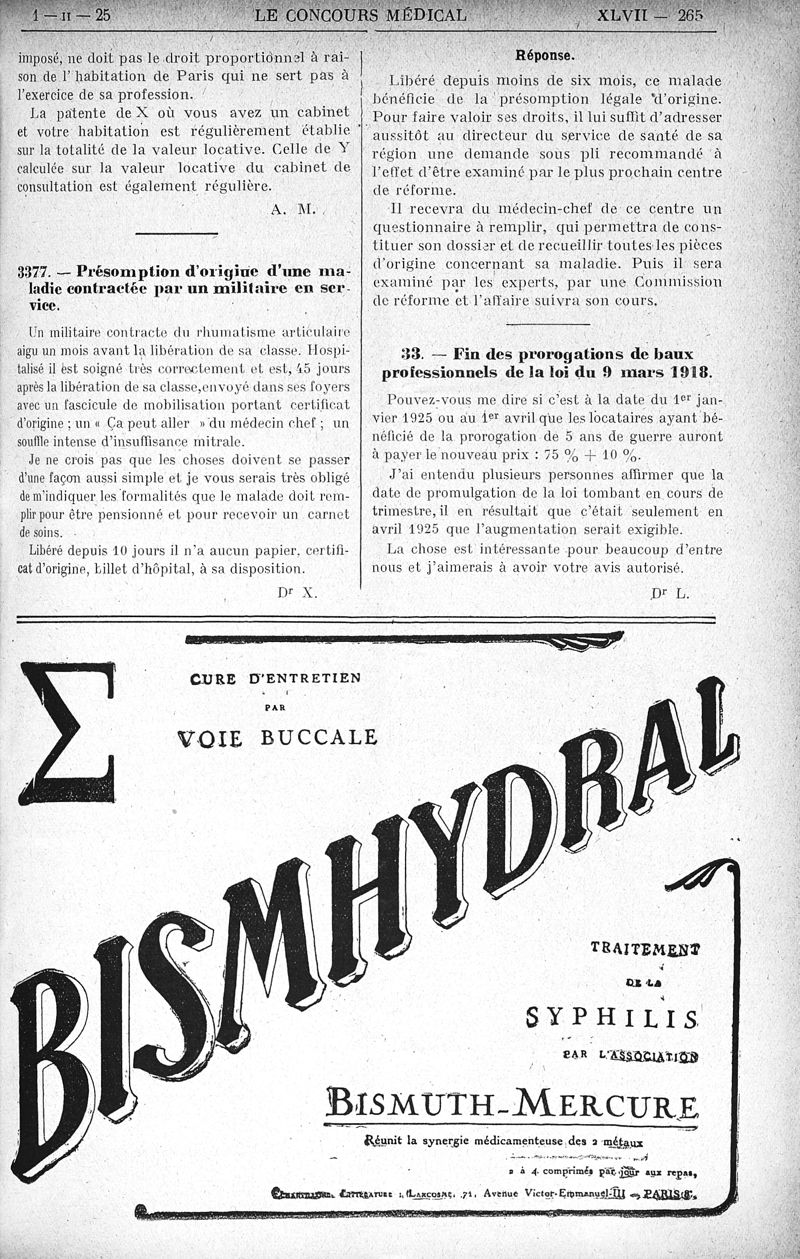 1 — II — 25
LE CONCOURS MÉDICAL
XLVII — 265
imposé, ne doit pas le droit proportionnel à rai-
son de l'habitation de Paris qui ne sert pas à
l'exercice de sa profession.
La patente de X où vous avez un cabinet
et votre habitation est régulièrement établie
sur la totalité de la valeur locative. Celle de Y
calculée sur la valeur locative du cabinet de
consultation est également régulière.
A. M.
3377. — Présomption d'origine d'une ma-
ladie contractée par un militaire en ser-
vice.
Un militaire contracte du rhumatisme articulaire
aigu un mois avant la libération de sa classe. Hospi-
talisé il est soigné très correctement et est, 45 jours
après la libération de sa classe, envoyé dans ses foyers
avec un fascicule de mobilisation portant certificat
d'origine ; un « Ça peut aller » du médecin chef ; un
souffle intense d'insuffisance mitrale.
Je ne crois pas que les choses doivent se passer
d'une façon aussi simple et je vous serais très obligé
de m'indiquer les formalités que le malade doit rem-
plir pour être pensionné et pour recevoir un carnet
de soins.
Libéré depuis 10 jours il n'a aucun papier, certifi-
cat d'origine, billet d'hôpital, à sa disposition.
Dr X.
Réponse.
Libéré depuis moins de six mois, ce malade
bénéficie de la présomption légale d'origine.
Pour faire valoir ses droits, il lui suffit d'adresser
aussitôt au directeur du service de santé de sa
région une demande sous pli recommandé à
l'effet d'être examiné par le plus prochain centre
de réforme.
Il recevra du médecin-chef de ce centre un
questionnaire à remplir, qui permettra de cons-
tituer son dossier et de recueillir toutes les pièces
d'origine concernant sa maladie. Puis il sera
examiné par les experts, par une Commission
de réforme et l'affaire suivra son cours.
33. — Fin des prorogations de baux
professionnels de la loi du 9 mars 1918.
Pouvez-vous me dire si c'est à la date du 1er jan-
vier 1925 ou au 1er avril que les locataires ayant bé-
néficié de la prorogation de 5 ans de guerre auront
à payer le nouveau prix : 75 % + 10 %.
J'ai entendu plusieurs personnes affirmer que la
date de promulgation de la loi tombant en cours de
trimestre, il en résultait que c'était seulement en
avril 1925 que l'augmentation serait exigible.
La chose est intéressante pour beaucoup d'entre
nous et j'aimerais à avoir votre avis autorisé.
Dr L.
Σ
CURE D'ENTRETIEN
PAR
VOIE BUCCALE
BISMHYDRAL
TRAITEMENT
DE LA
SYPHILIS
PAR L'ASSOCIATION
BISMUTH-MERCURE
Réunit la synergie médicamenteuse des 2 métaux
2 à 4 comprimés par jour aux repas,
LITTÉRATURE : LARCOSME, 71, Avenue Victor-Emmanuel-III — PARIS